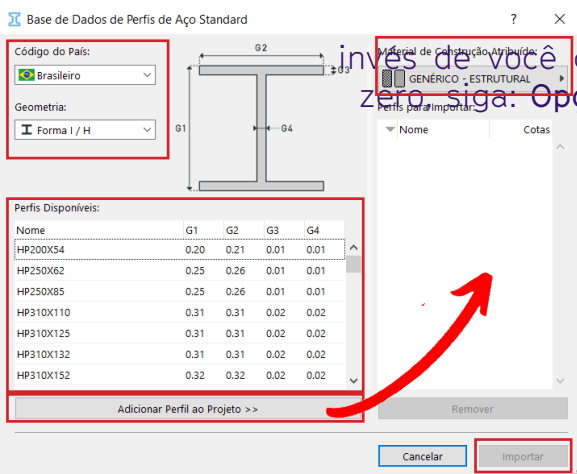 Base de Dados de Perfis de Aço Standard
?
Código do País:
Brasileiro
Geometria:
Forma I / H
G2
G3
G1
G4
Material de Construção Atribuído:
invés de você
GENÉRICO - ESTRUTURAL
zero, siga: Opc
Perfis para Importar:
Nome Cotas
Perfis Disponíveis:
Nome G1 G2 G3 G4
HP200X54 0.20 0.21 0.01 0.01
HP250X62 0.25 0.26 0.01 0.01
HP250X85 0.25 0.26 0.01 0.01
HP310X110 0.31 0.31 0.02 0.02
HP310X125 0.31 0.31 0.02 0.02
HP310X132 0.31 0.31 0.02 0.02
HP310X152 0.32 0.32 0.02 0.02
Adicionar Perfil ao Projeto >>
Remover
Cancelar
Importar